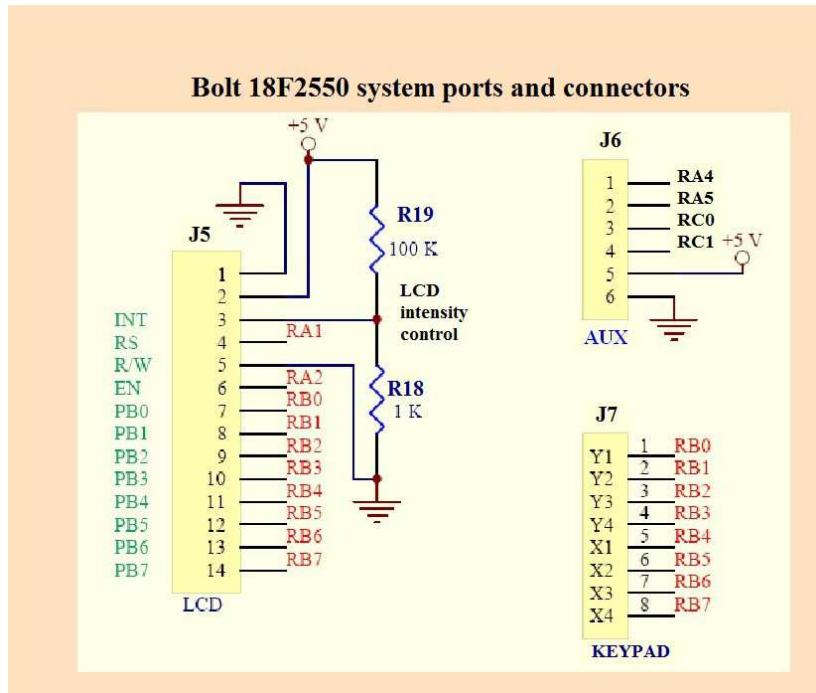 Bolt 18F2550 system ports and connectors
+5 V
J5
R19
100 K
LCD
intensity
control
R18
1 K
1
2
INT 3
RS 4 RA1
R/W 5
EN 6 RA2
PB0 7 RB0
PB1 8 RB1
PB2 9 RB2
PB3 10 RB3
PB4 11 RB4
PB5 12 RB5
PB6 13 RB6
PB7 14 RB7
LCD
J6
1 RA4
2 RA5
3 RC0
4 RC1
5 +5 V
6
AUX
J7
Y1 1 RB0
Y2 2 RB1
Y3 3 RB2
Y4 4 RB3
X1 5 RB4
X2 6 RB5
X3 7 RB6
X4 8 RB7
KEYPAD